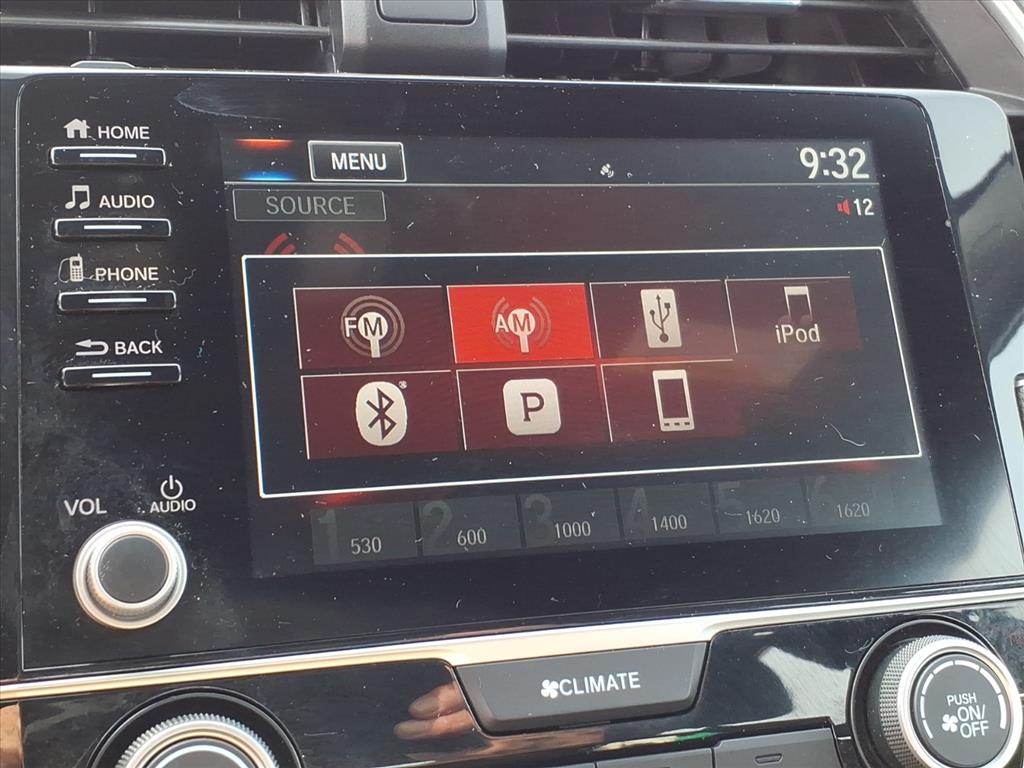 HOME
AUDIO
PHONE
BACK
VOL
AUDIO
MENU
9:32
SOURCE
12
FM
AM
iPod
P
1 530
2 600
3 1000
4 1400
5 1620
6 1620
CLIMATE
PUSH
ON/
OFF